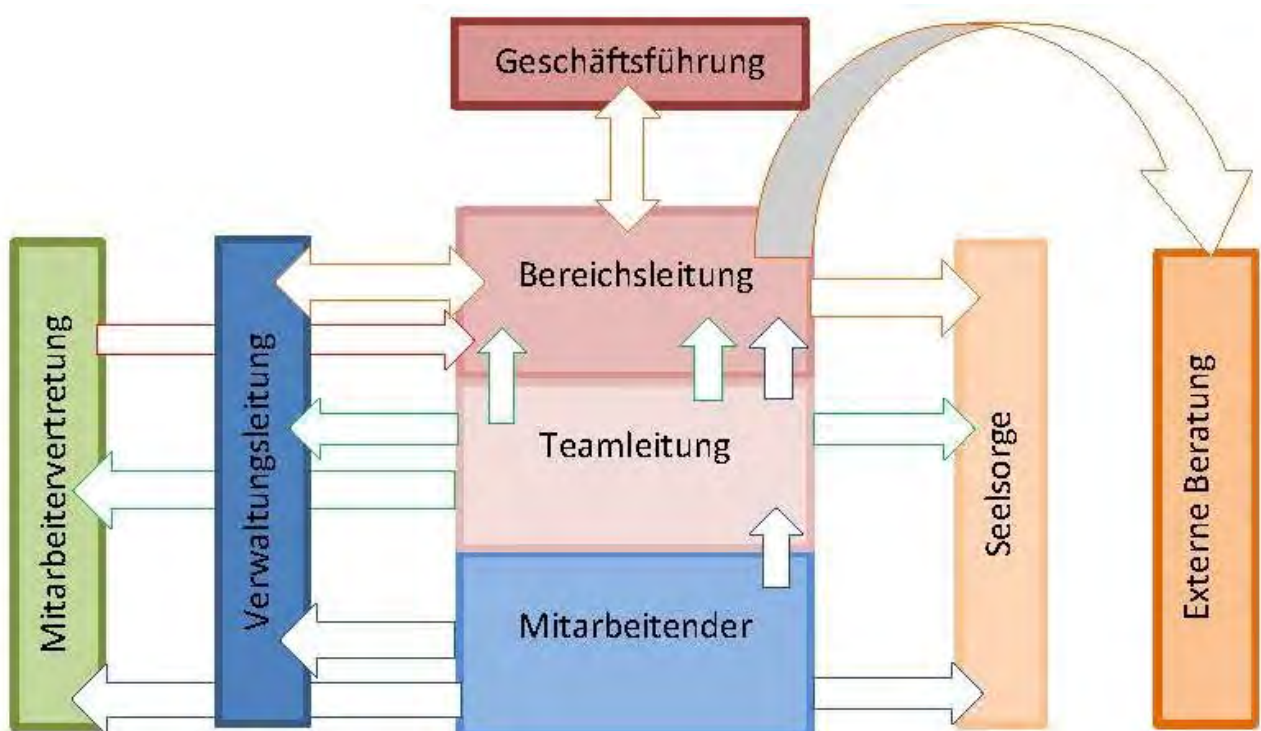 Geschäftsführung
Bereichsleitung
Teamleitung
Mitarbeitender
Mitarbeitervertretung
Verwaltungsleitung
Seelsorge
Externe Beratung